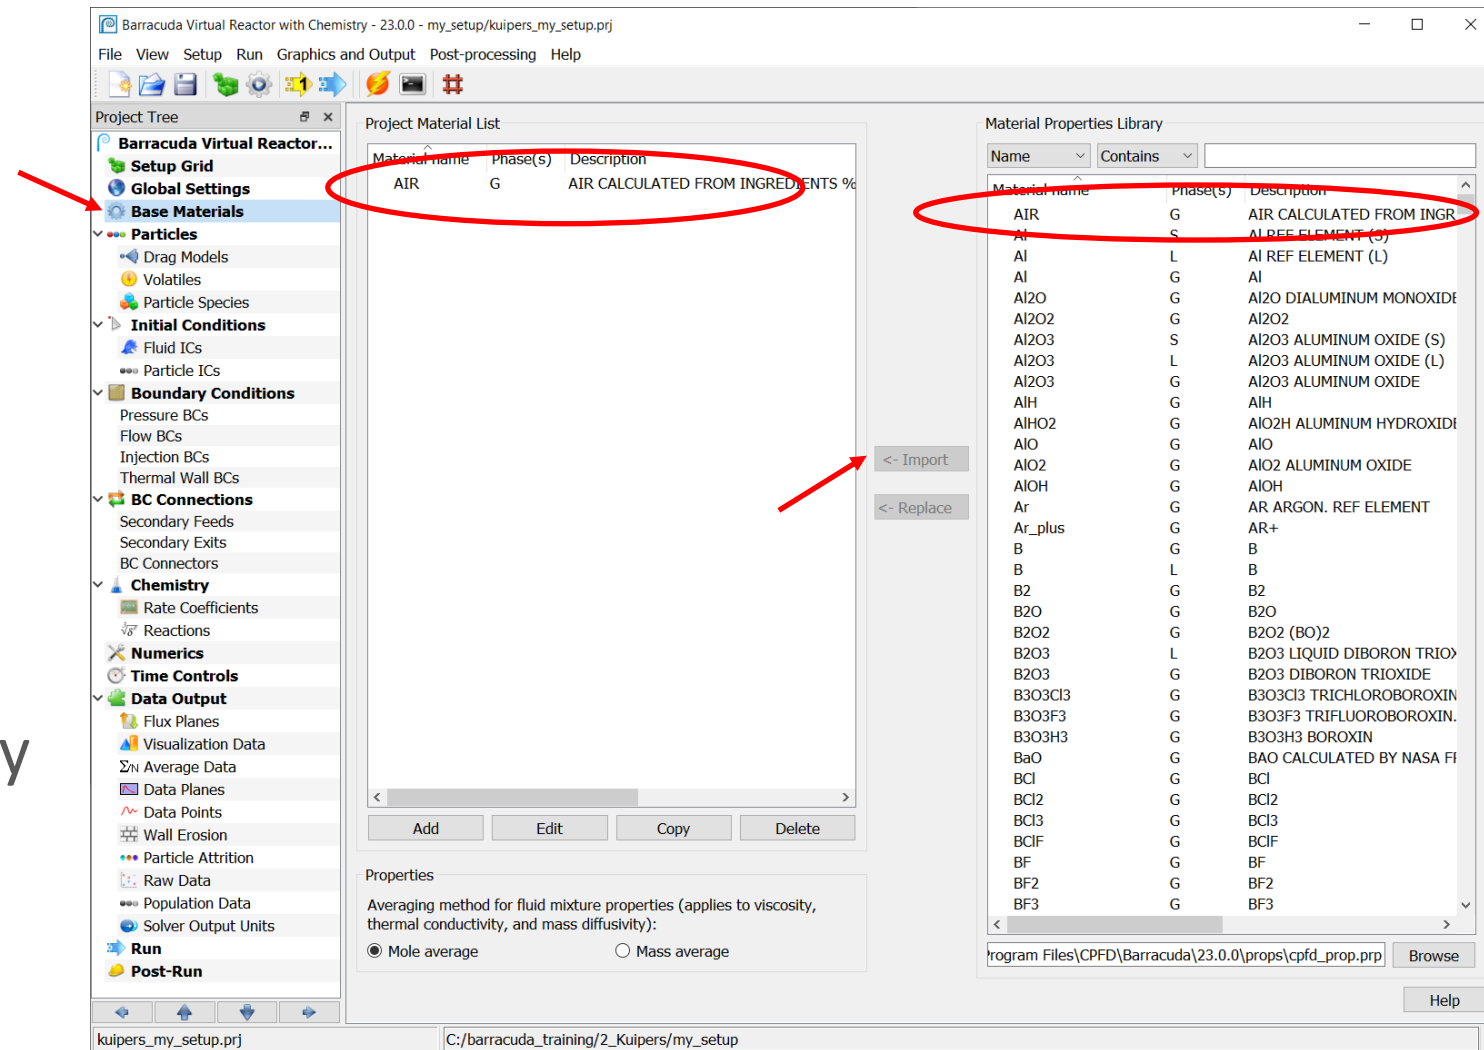 Barracuda Virtual Reactor with Chemistry - 23.0.0 - my_setup/kuipers_my_setup.prj
File View Setup Run Graphics and Output Post-processing Help
Project Tree
Barracuda Virtual Reactor...
Setup Grid
Global Settings
Base Materials
Particles
Drag Models
Volatiles
Particle Species
Initial Conditions
Fluid ICs
Particle ICs
Boundary Conditions
Pressure BCs
Flow BCs
Injection BCs
Thermal Wall BCs
BC Connections
Secondary Feeds
Secondary Exits
BC Connectors
Chemistry
Rate Coefficients
Reactions
Numerics
Time Controls
Data Output
Flux Planes
Visualization Data
Average Data
Data Planes
Data Points
Wall Erosion
Particle Attrition
Raw Data
Population Data
Solver Output Units
Run
Post-Run
y
Project Material List
Material name Phase(s) Description
AIR G AIR CALCULATED FROM INGREDIENTS %
Add Edit Copy Delete
Properties
Averaging method for fluid mixture properties (applies to viscosity,
thermal conductivity, and mass diffusivity):
Mole average Mass average
<- Import
<- Replace
Material Properties Library
Name Contains
Material name Phase(s) Description
AIR G AIR CALCULATED FROM INGR
Al S Al REF ELEMENT (S)
Al L Al REF ELEMENT (L)
Al G Al
Al2O G Al2O DIALUMINUM MONOXIDE
Al2O2 G Al2O2
Al2O3 S Al2O3 ALUMINUM OXIDE (S)
Al2O3 L Al2O3 ALUMINUM OXIDE (L)
Al2O3 G Al2O3 ALUMINUM OXIDE
AlH G AlH
AlHO2 G AlO2H ALUMINUM HYDROXIDE
AlO G AlO
AlO2 G AlO2 ALUMINUM OXIDE
AlOH G AlOH
Ar G AR ARGON. REF ELEMENT
Ar_plus G AR+
B G B
B L B
B2 G B2
B2O G B2O
B2O2 G B2O2 (BO)2
B2O3 L B2O3 LIQUID DIBORON TRIOX
B2O3 G B2O3 DIBORON TRIOXIDE
B3O3Cl3 G B3O3Cl3 TRICHLOROBOROXIN
B3O3F3 G B3O3F3 TRIFLUOROBOROXIN.
B3O3H3 G B3O3H3 BOROXIN
BaO G BAO CALCULATED BY NASA F
BCl G BCl
BCl2 G BCl2
BCl3 G BCl3
BClF G BClF
BF G BF
BF2 G BF2
BF3 G BF3
Program Files\CPFD\Barracuda\23.0.0\props\cpfd_prop.prp Browse
Help
kuipers_my_setup.prj C:/barracuda_training/2_Kuipers/my_setup